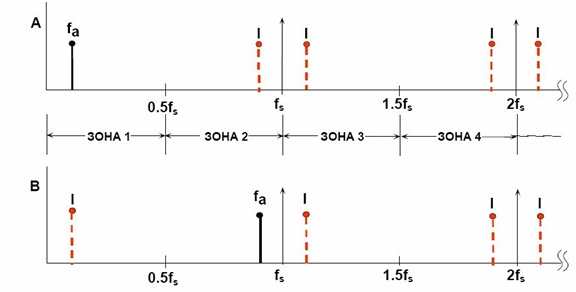 A fa I I I I
0.5fs fs 1.5fs 2fs
ЗОНА 1 ЗОНА 2 ЗОНА 3 ЗОНА 4
B I fa I I I
0.5fs fs 1.5fs 2fs